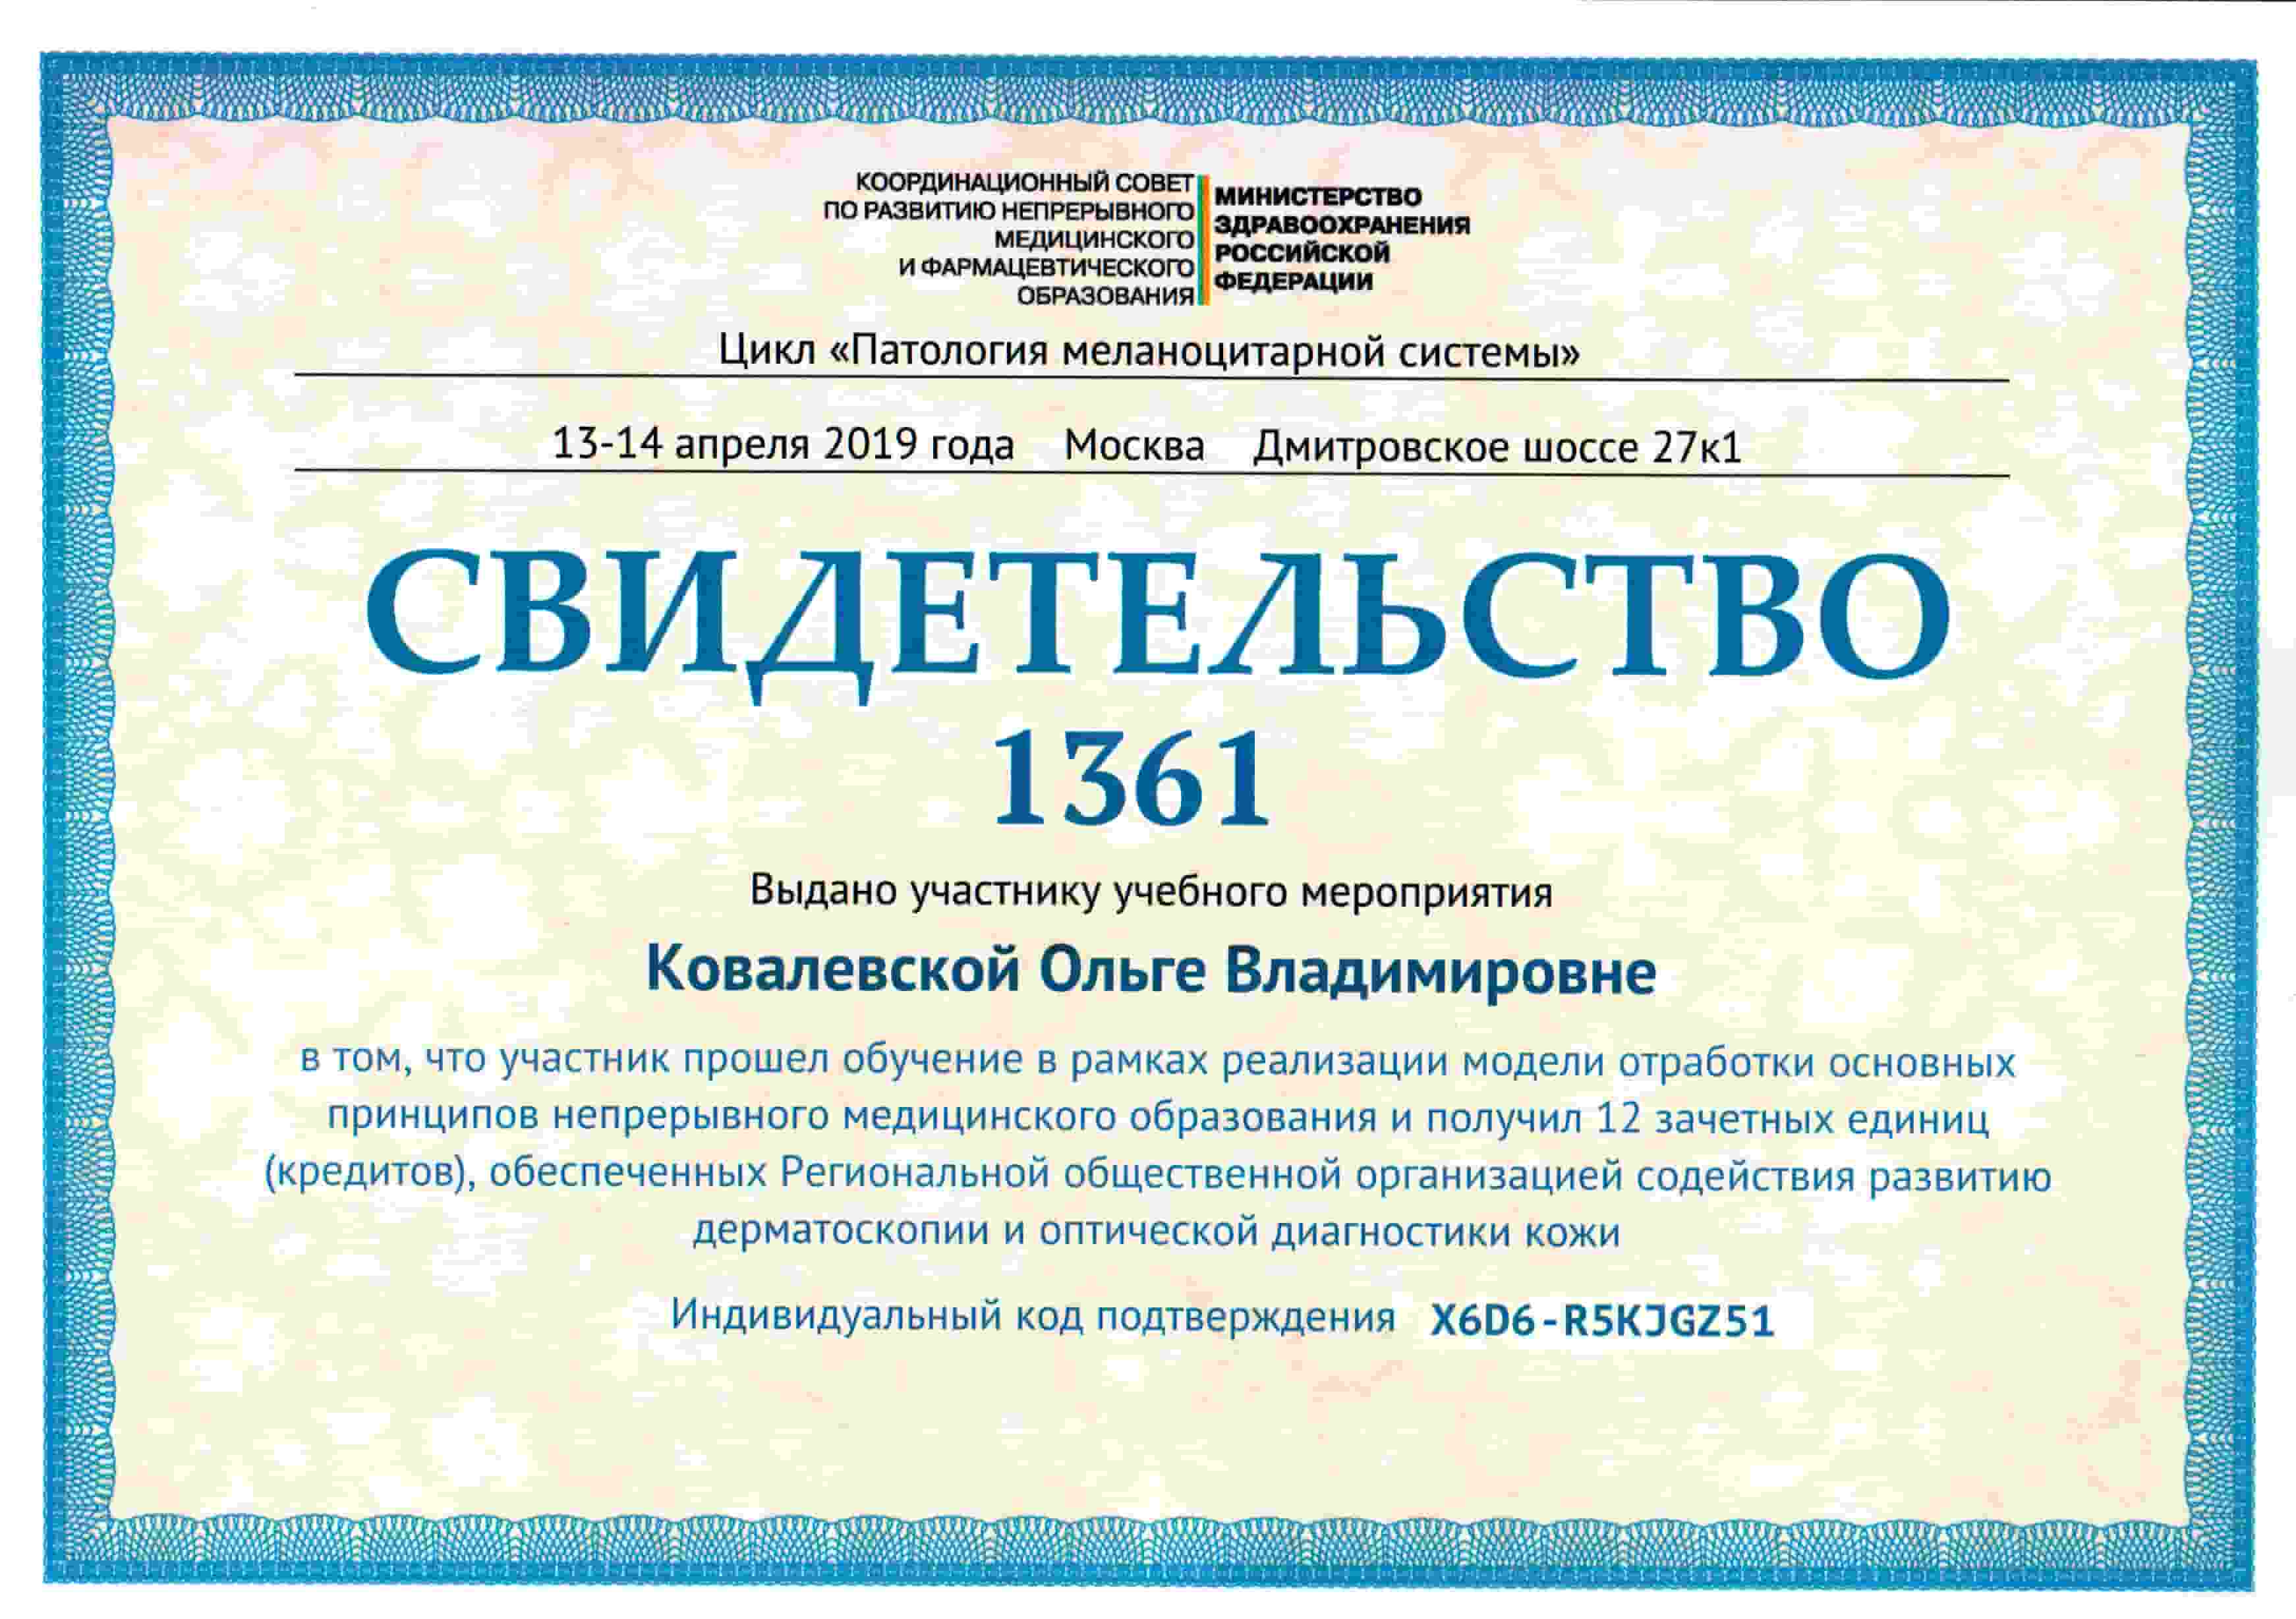 КООРДИНАЦИОННЫЙ СОВЕТ
ПО РАЗВИТИЮ НЕПРЕРЫВНОГО
МЕДИЦИНСКОГО
И ФАРМАЦЕВТИЧЕСКОГО
ОБРАЗОВАНИЯ
МИНИСТЕРСТВО
ЗДРАВООХРАНЕНИЯ
РОССИЙСКОЙ
ФЕДЕРАЦИИ
Цикл «Патология меланоцитарной системы»
13-14 апреля 2019 года Москва Дмитровское шоссе 27к1
СВИДЕТЕЛЬСТВО
1361
Выдано участнику учебного мероприятия
Ковалевской Ольге Владимировне
в том, что участник прошел обучение в рамках реализации модели отработки основных
принципов непрерывного медицинского образования и получил 12 зачетных единиц
(кредитов), обеспеченных Региональной общественной организацией содействия развитию
дерматоскопии и оптической диагностики кожи
Индивидуальный код подтверждения X6D6-R5KJGZ51